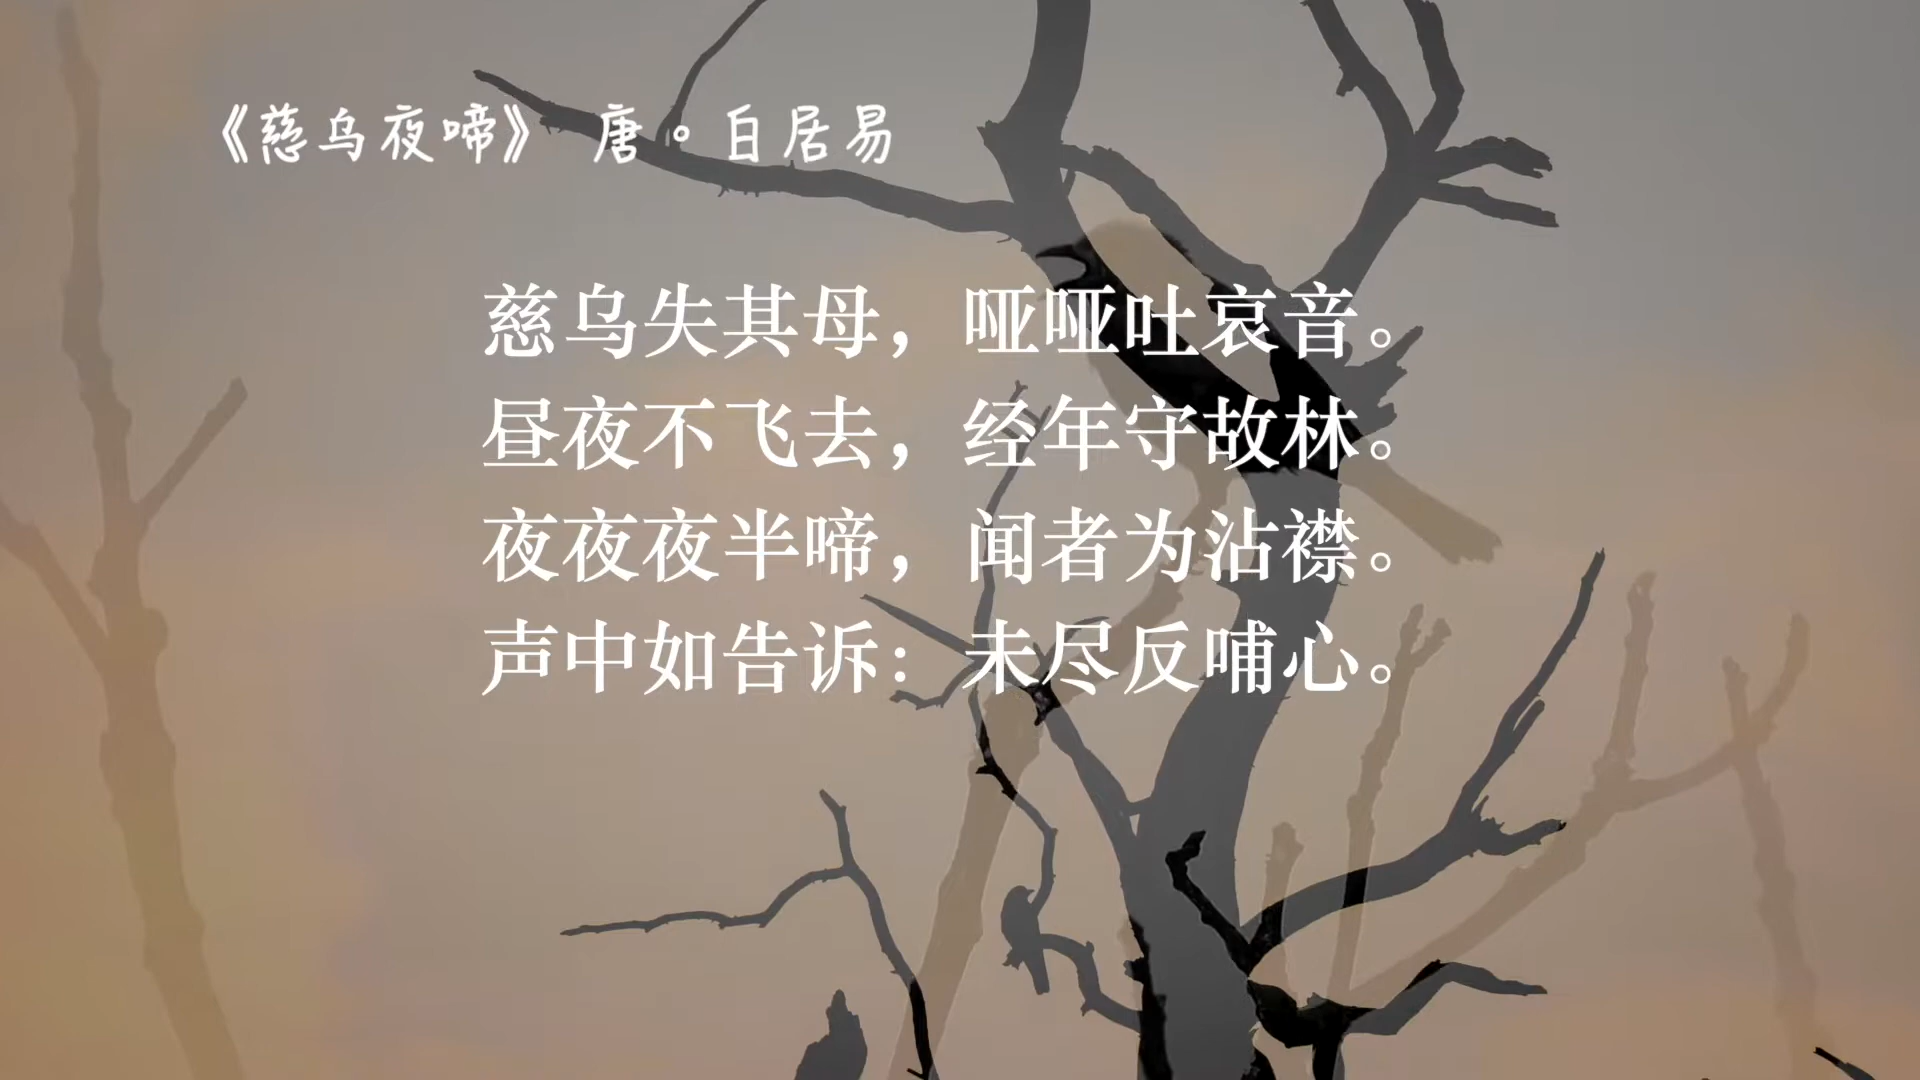 《慈乌夜啼》 唐。白居易
慈乌失其母，哑哑吐哀音。
昼夜不飞去，经年守故林。
夜夜夜半啼，闻者为沾襟。
声中如告诉：未尽反哺心。